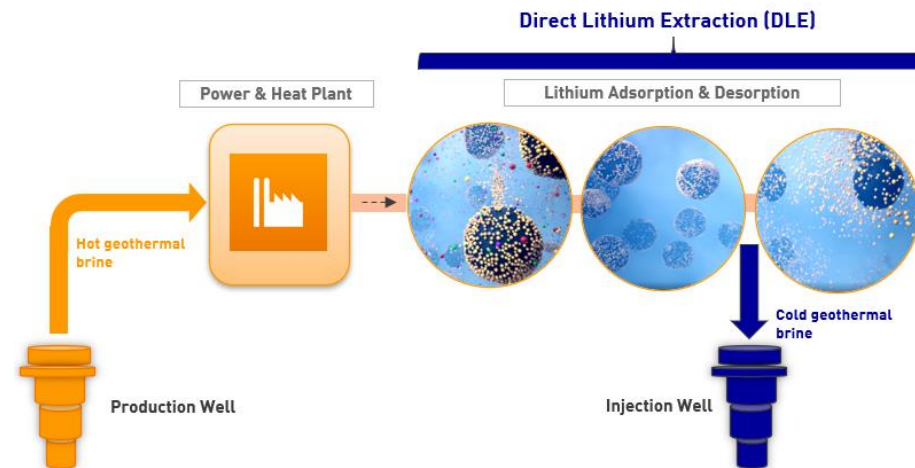 Direct Lithium Extraction (DLE)
Power & Heat Plant
Lithium Adsorption & Desorption
Hot geothermal
brine
Cold geothermal
brine
Production Well
Injection Well